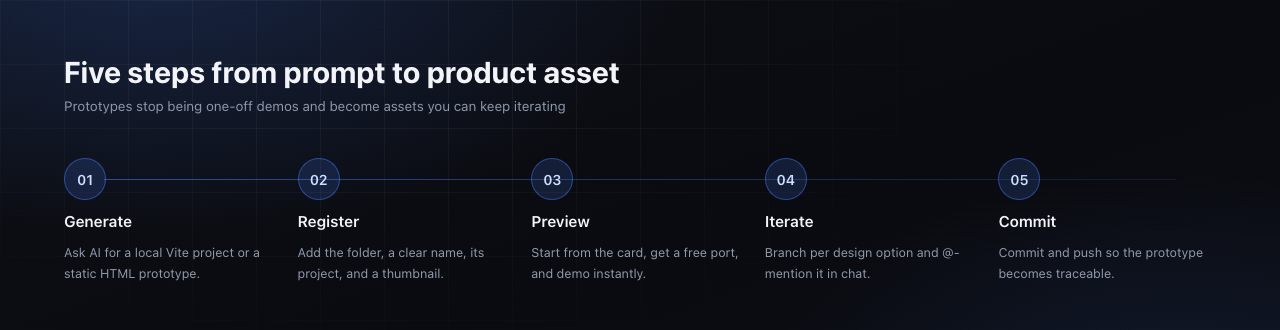 Five steps from prompt to product asset
Prototypes stop being one-off demos and become assets you can keep iterating
01
Generate
Ask AI for a local Vite project or a
static HTML prototype.
02
Register
Add the folder, a clear name, its
project, and a thumbnail.
03
Preview
Start from the card, get a free port,
and demo instantly.
04
Iterate
Branch per design option and @-
mention it in chat.
05
Commit
Commit and push so the prototype
becomes traceable.